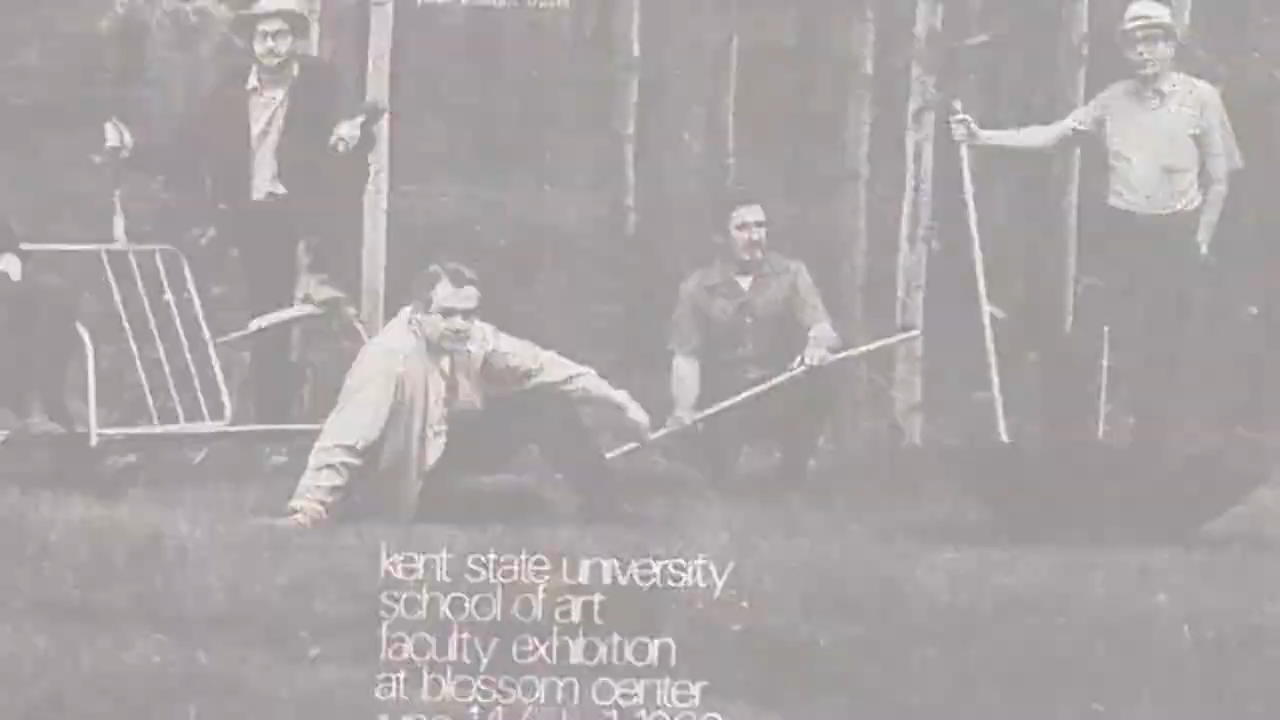 kent state university
school of art
faculty exhibition
at blossom center